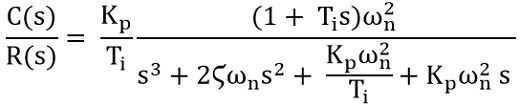 C(s)/R(s) = K_p/T_i (1 + T_i s)ω_n^2 / (s^3 + 2ζω_n s^2 + K_p ω_n^2/T_i + K_p ω_n^2 s)